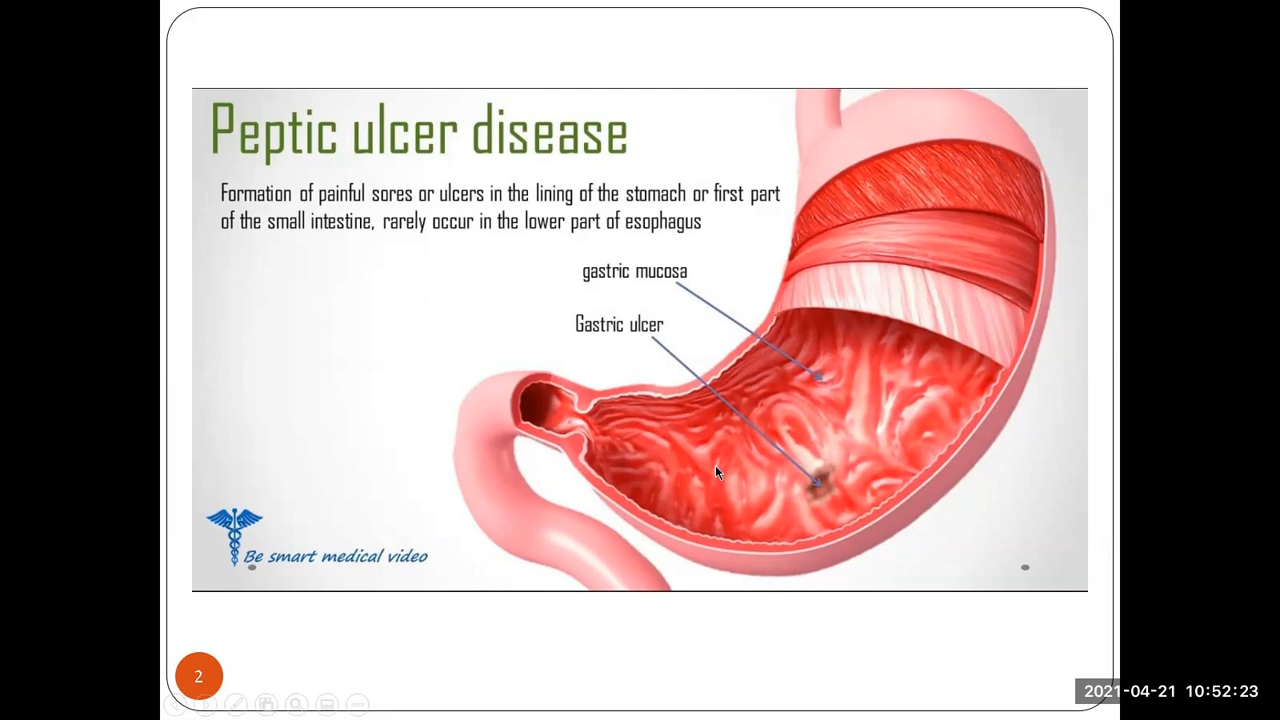 Peptic ulcer disease
Formation of painful sores or ulcers in the lining of the stomach or first part
of the small intestine, rarely occur in the lower part of esophagus
gastric mucosa
Gastric ulcer
Be smart medical video
2
2021-04-21 10:52:23